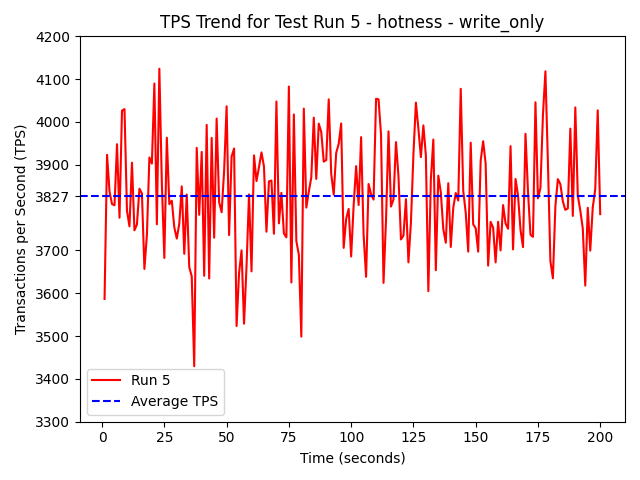 TPS Trend for Test Run 5 - hotness - write_only
Transactions per Second (TPS)
4200
4100
4000
3900
3827
3700
3600
3500
3400
3300
Run 5
Average TPS
0 25 50 75 100 125 150 175 200
Time (seconds)